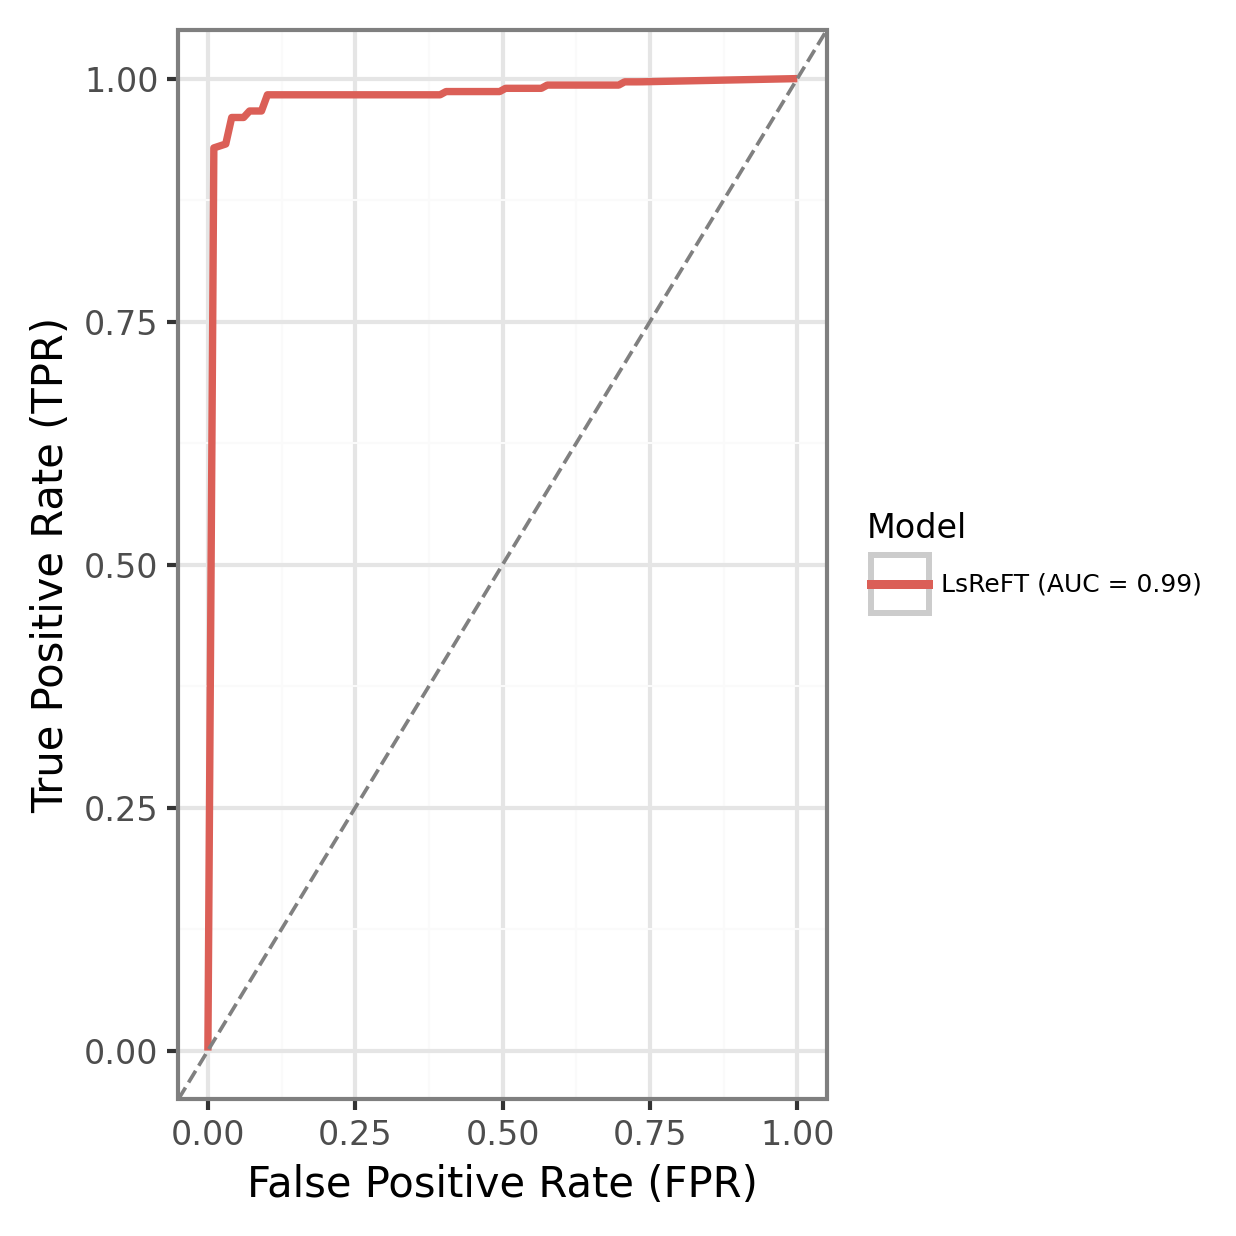 1.00
0.75
0.50
0.25
0.00
True Positive Rate (TPR)
0.00 0.25 0.50 0.75 1.00
False Positive Rate (FPR)
Model
LsReFT (AUC = 0.99)